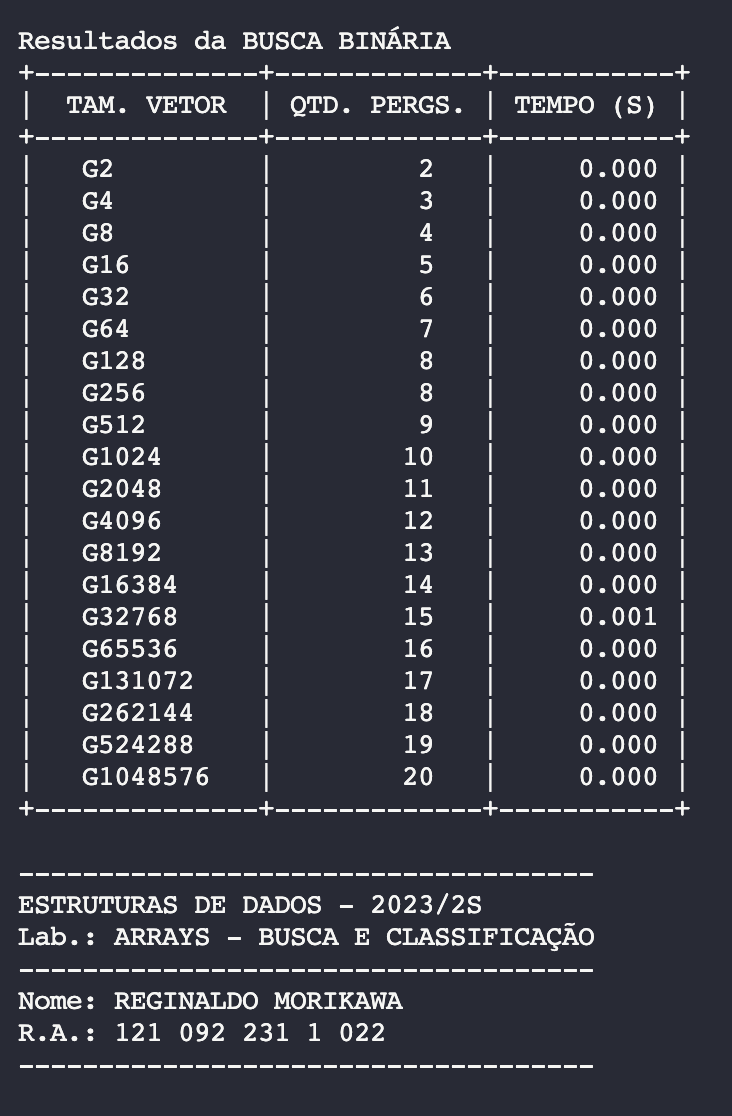 Resultados da BUSCA BINÁRIA
+--------------+-------------+-----------+
|  TAM. VETOR  | QTD. PERGS. | TEMPO (S) |
+--------------+-------------+-----------+
|   G2         |         2   |     0.000 |
|   G4         |         3   |     0.000 |
|   G8         |         4   |     0.000 |
|   G16        |         5   |     0.000 |
|   G32        |         6   |     0.000 |
|   G64        |         7   |     0.000 |
|   G128       |         8   |     0.000 |
|   G256       |         8   |     0.000 |
|   G512       |         9   |     0.000 |
|   G1024      |        10   |     0.000 |
|   G2048      |        11   |     0.000 |
|   G4096      |        12   |     0.000 |
|   G8192      |        13   |     0.000 |
|   G16384     |        14   |     0.000 |
|   G32768     |        15   |     0.001 |
|   G65536     |        16   |     0.000 |
|   G131072    |        17   |     0.000 |
|   G262144    |        18   |     0.000 |
|   G524288    |        19   |     0.000 |
|   G1048576   |        20   |     0.000 |
+--------------+-------------+-----------+
------------------------------------
ESTRUTURAS DE DADOS - 2023/2S
Lab.: ARRAYS - BUSCA E CLASSIFICAÇÃO
------------------------------------
Nome: REGINALDO MORIKAWA
R.A.: 121 092 231 1 022
------------------------------------